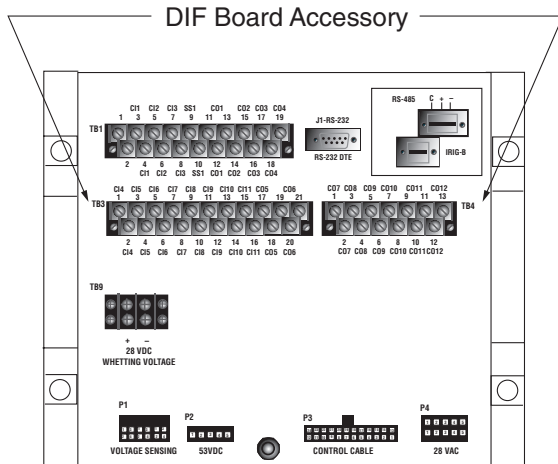 DIF Board Accessory
CI1 CI2 CI3 SS1 CO1 CO2 CO3 CO4
1 3 5 7 9 11 13 15 17 19
TB1
2 4 6 8 10 12 14 16 18
CI1 CI2 CI3 SS1 CO1 CO2 CO3 CO4
J1-RS-232
RS-232 DTE
RS-485 C + –
IRIG-B
CI4 CI5 CI6 CI7 CI8 CI9 CI10 CI11 CO5 CO6
1 3 5 7 9 11 13 15 17 19 21
TB3
2 4 6 8 10 12 14 16 18 20
CI4 CI5 CI6 CI7 CI8 CI9 CI10 CI11 CO5 CO6
CO7 CO8 CO9 CO10 CO11 CO12
1 3 5 7 9 11 13
TB4
2 4 6 8 10 12
CO7 CO8 CO9 CO10 CO11 CO12
TB9
+ –
28 VDC
WHETTING VOLTAGE
P1
VOLTAGE SENSING
P2
1 2 3 4 5
53VDC
P3
CONTROL CABLE
P4
28 VAC